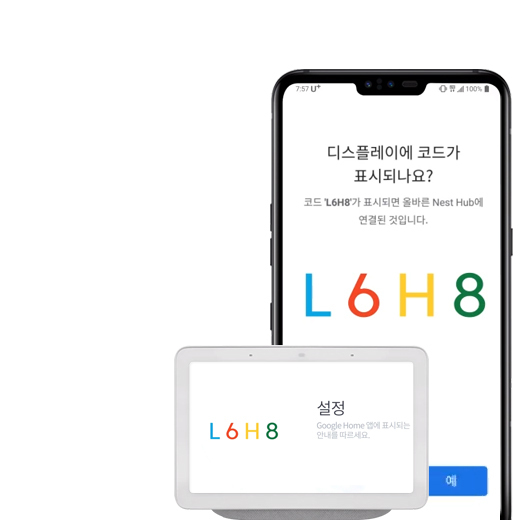 7:57 U+
100%
디스플레이에 코드가
표시되나요?
코드 'L6H8'가 표시되면 올바른 Nest Hub에
연결된 것입니다.
L6H8
L6H8
설정
Google Home 앱에 표시되는
안내를 따르세요.
예